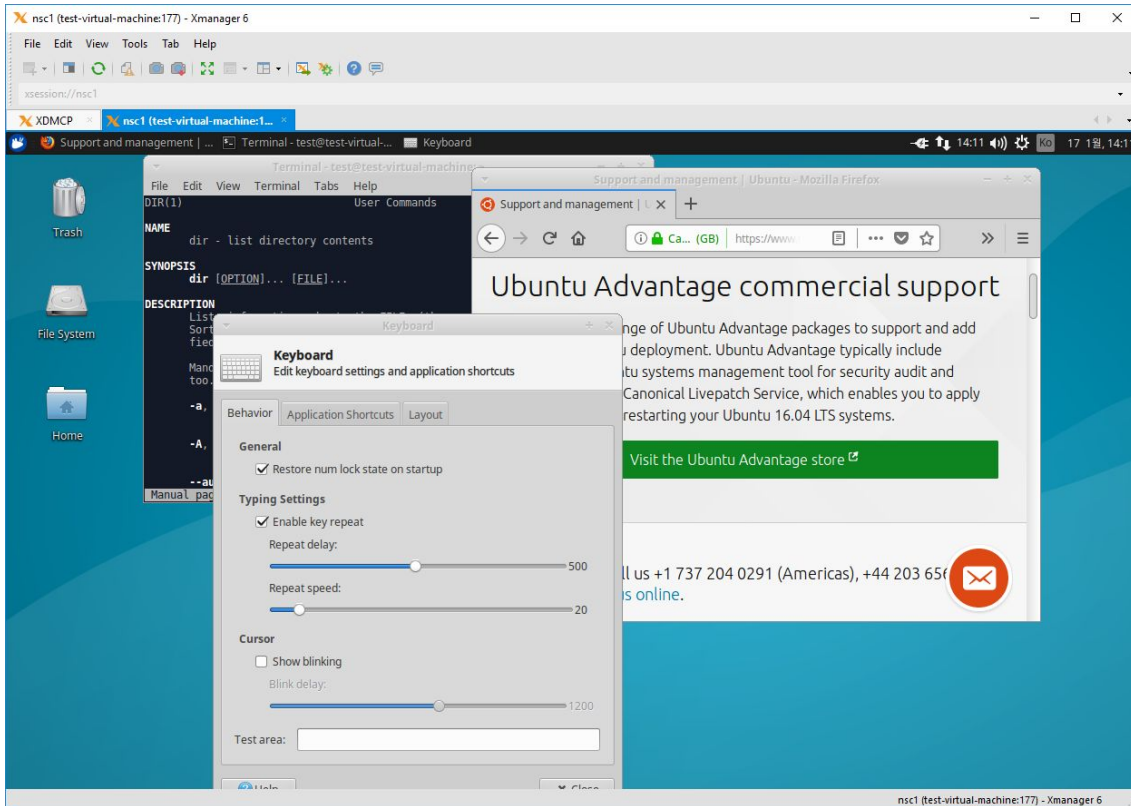 nsc1 (test-virtual-machine:177) - Xmanager 6
File Edit View Tools Tab Help
xsession://nsc1
XDMCP
nsc1 (test-virtual-machine:1...
Support and management | ...
Terminal - test@test-virtual-...
Keyboard
14:11
Ko
17 1월, 14:11
Trash
File System
Home
Terminal - test@test-virtual-machine:
File Edit View Terminal Tabs Help
DIR(1) User Commands
NAME
dir - list directory contents
SYNOPSIS
dir [OPTION]... [FILE]...
DESCRIPTION
List
Sort
too.
-a,
-A,
--au
Manual pag
Support and management | Ubuntu - Mozilla Firefox
Support and management |
Ca... (GB) https://www
Ubuntu Advantage commercial support
nge of Ubuntu Advantage packages to support and add
u deployment. Ubuntu Advantage typically include
ntu systems management tool for security audit and
Canonical Livepatch Service, which enables you to apply
restarting your Ubuntu 16.04 LTS systems.
Visit the Ubuntu Advantage store
ll us +1 737 204 0291 (Americas), +44 203 656
us online.
Keyboard
Keyboard
Edit keyboard settings and application shortcuts
Behavior Application Shortcuts Layout
General
Restore num lock state on startup
Typing Settings
Enable key repeat
Repeat delay:
500
Repeat speed:
20
Cursor
Show blinking
Blink delay:
1200
Test area:
Help
Close
nsc1 (test-virtual-machine:177) - Xmanager 6